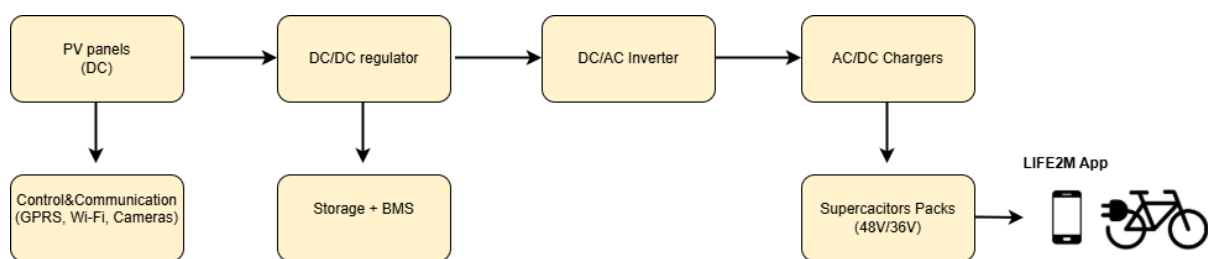 PV panels
(DC)
DC/DC regulator
DC/AC Inverter
AC/DC Chargers
Control&Communication
(GPRS, Wi-Fi, Cameras)
Storage + BMS
Supercacitors Packs
(48V/36V)
LIFE2M App